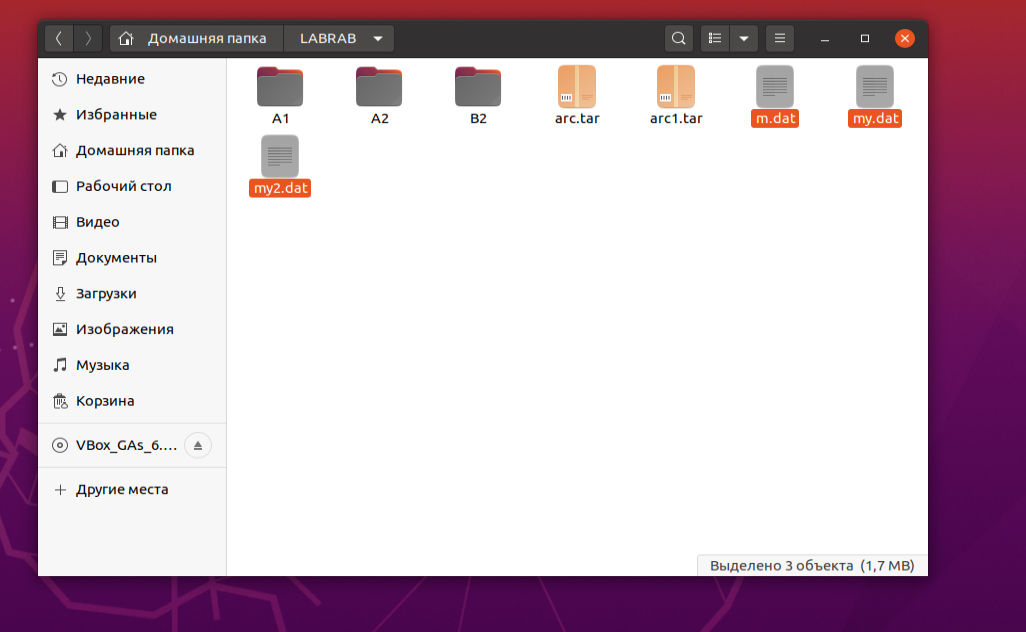 Домашняя папка LABRAB
Недавние
Избранные
Домашняя папка
Рабочий стол
Видео
Документы
Загрузки
Изображения
Музыка
Корзина
VBox_GAs_6....
Другие места
A1 A2 B2 arc.tar arc1.tar m.dat my.dat
my2.dat
Выделено 3 объекта (1,7 MB)